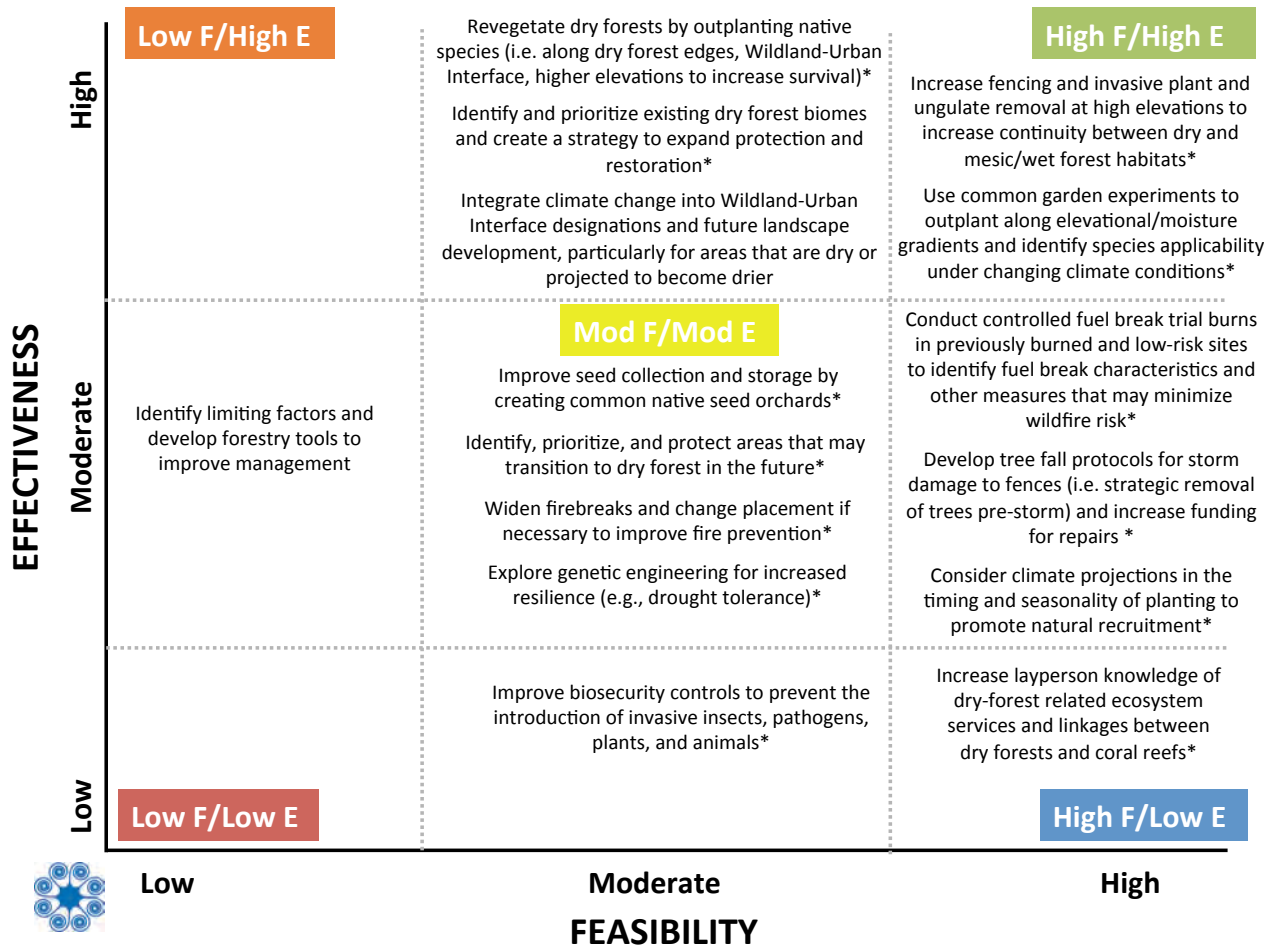 Low F/High E
Revegetate dry forests by outplanting native
species (i.e. along dry forest edges, Wildland-Urban
Interface, higher elevations to increase survival)*
Identify and prioritize existing dry forest biomes
and create a strategy to expand protection and
restoration*
Integrate climate change into Wildland-Urban
Interface designations and future landscape
development, particularly for areas that are dry or
projected to become drier
High F/High E
Increase fencing and invasive plant and
ungulate removal at high elevations to
increase continuity between dry and
mesic/wet forest habitats*
Use common garden experiments to
outplant along elevational/moisture
gradients and identify species applicability
under changing climate conditions*
High
EFFECTIVENESS
Moderate
Identify limiting factors and
develop forestry tools to
improve management
Mod F/Mod E
Improve seed collection and storage by
creating common native seed orchards*
Identify, prioritize, and protect areas that may
transition to dry forest in the future*
Widen firebreaks and change placement if
necessary to improve fire prevention*
Explore genetic engineering for increased
resilience (e.g., drought tolerance)*
Conduct controlled fuel break trial burns
in previously burned and low-risk sites
to identify fuel break characteristics and
other measures that may minimize
wildfire risk*
Develop tree fall protocols for storm
damage to fences (i.e. strategic removal
of trees pre-storm) and increase funding
for repairs *
Consider climate projections in the
timing and seasonality of planting to
promote natural recruitment*
Low
Low F/Low E
Improve biosecurity controls to prevent the
introduction of invasive insects, pathogens,
plants, and animals*
Increase layperson knowledge of
dry-forest related ecosystem
services and linkages between
dry forests and coral reefs*
High F/Low E
Low
Moderate
High
FEASIBILITY